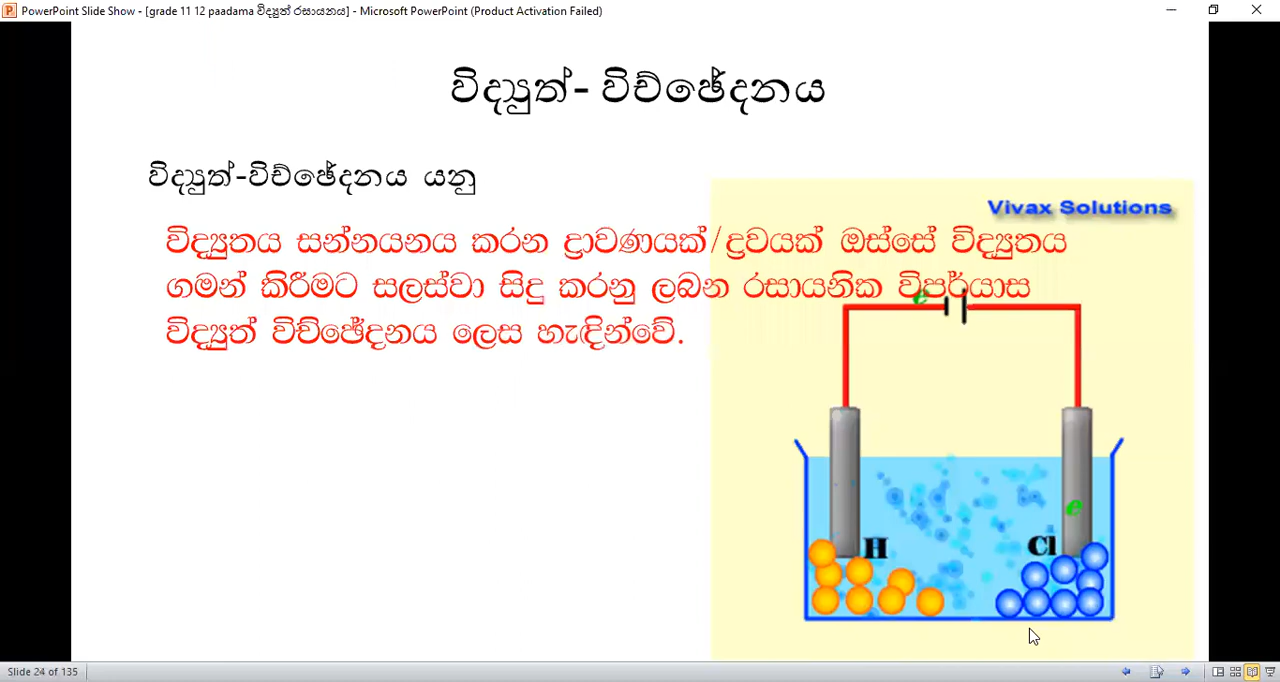 PowerPoint Slide Show - [grade 11 12 paadama විද්‍යුත් රසායනය] - Microsoft PowerPoint (Product Activation Failed)
විද්‍යුත්- විච්ඡේදනය
විද්‍යුත්-විච්ඡේදනය යනු
Vivax Solutions
විද්‍යුතය සන්නයනය කරන ද්‍රාවණයක්/ද්‍රවයක් ඔස්සේ විද්‍යුතය
ගමන් කිරීමට සලස්වා සිදු කරනු ලබන රසායනික විපර්යාස
විද්‍යුත් විච්ඡේදනය ලෙස හැඳින්වේ.
e
e
H
Cl
Slide 24 of 135